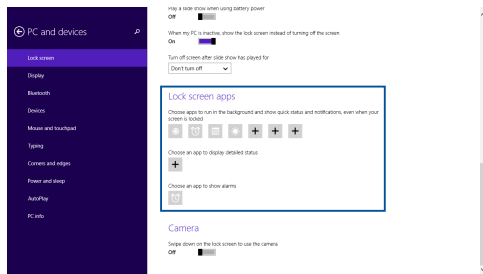 PC and devices
Lock screen
Display
Bluetooth
Devices
Mouse and touchpad
Typing
Corners and edges
Power and sleep
AutoPlay
PC info
Play a slide show when using battery power
Off
When my PC is inactive, show the lock screen instead of turning off the screen
On
Turn off screen after slide show has played for
Don't turn off
Lock screen apps
Choose apps to run in the background and show quick status and notifications, even when your
screen is locked
Choose an app to display detailed status
Choose an app to show alarms
Camera
Swipe down on the lock screen to use the camera
Off